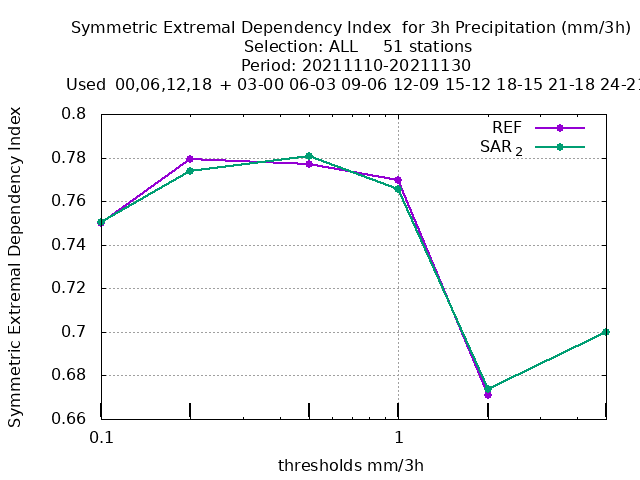 Symmetric Extremal Dependency Index  for 3h Precipitation (mm/3h)
Selection: ALL     51 stations
Period: 20211110-20211130
Used  00,06,12,18  + 03-00 06-03 09-06 12-09 15-12 18-15 21-18 24-21
Symmetric Extremal Dependency Index
0.8
0.78
0.76
0.74
0.72
0.7
0.68
0.66
REF
SAR 2
0.1
1
thresholds mm/3h